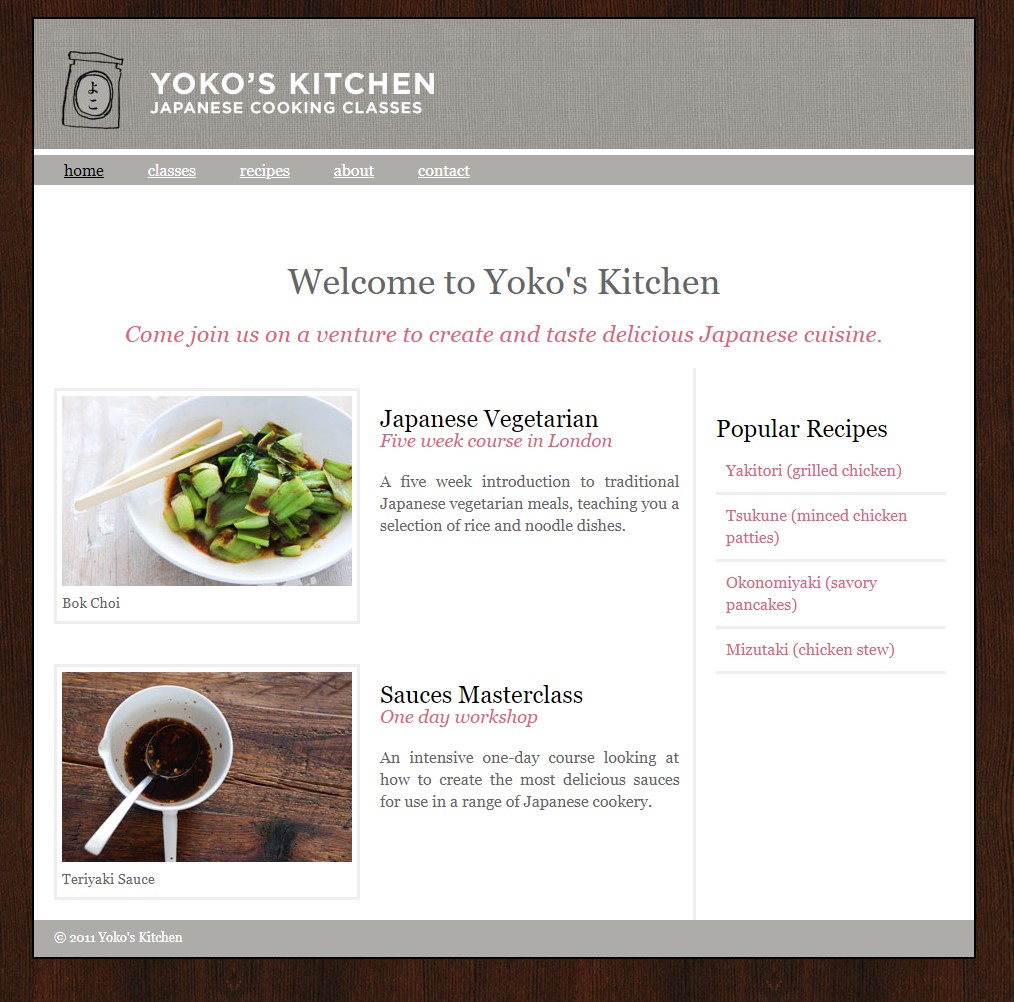 よこ
YOKO'S KITCHEN
JAPANESE COOKING CLASSES
home classes recipes about contact
Welcome to Yoko's Kitchen
Come join us on a venture to create and taste delicious Japanese cuisine.
Japanese Vegetarian
Five week course in London
A five week introduction to traditional
Japanese vegetarian meals, teaching you a
selection of rice and noodle dishes.
Bok Choi
Sauces Masterclass
One day workshop
An intensive one-day course looking at
how to create the most delicious sauces
for use in a range of Japanese cookery.
Teriyaki Sauce
Popular Recipes
Yakitori (grilled chicken)
Tsukune (minced chicken
patties)
Okonomiyaki (savory
pancakes)
Mizutaki (chicken stew)
© 2011 Yoko's Kitchen